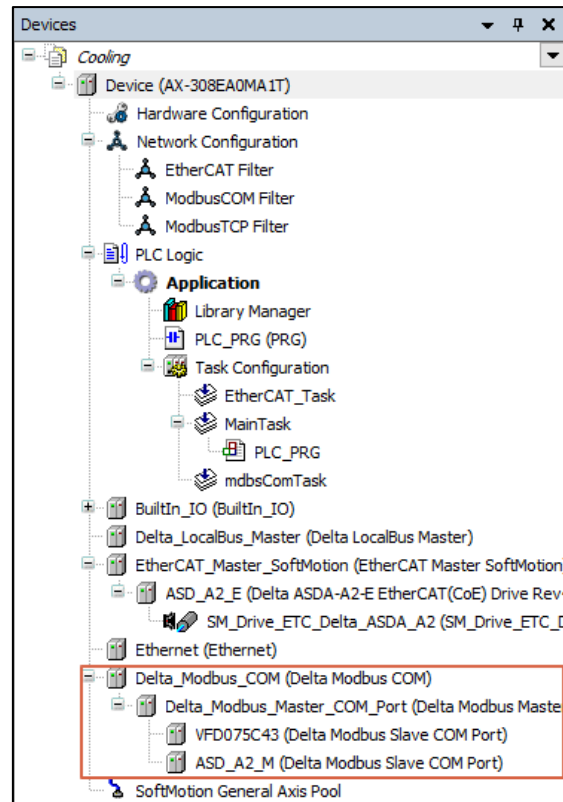 Devices
Cooling
Device (AX-308EA0MA1T)
Hardware Configuration
Network Configuration
EtherCAT Filter
ModbusCOM Filter
ModbusTCP Filter
PLC Logic
Application
Library Manager
PLC_PRG (PRG)
Task Configuration
EtherCAT_Task
MainTask
PLC_PRG
mdbsComTask
BuiltIn_IO (BuiltIn_IO)
Delta_LocalBus_Master (Delta LocalBus Master)
EtherCAT_Master_SoftMotion (EtherCAT Master SoftMotion)
ASD_A2_E (Delta ASDA-A2-E EtherCAT(CoE) Drive Rev
SM_Drive_ETC_Delta_ASDA_A2 (SM_Drive_ETC_D
Ethernet (Ethernet)
Delta_Modbus_COM (Delta Modbus COM)
Delta_Modbus_Master_COM_Port (Delta Modbus Maste
VFD075C43 (Delta Modbus Slave COM Port)
ASD_A2_M (Delta Modbus Slave COM Port)
SoftMotion General Axis Pool